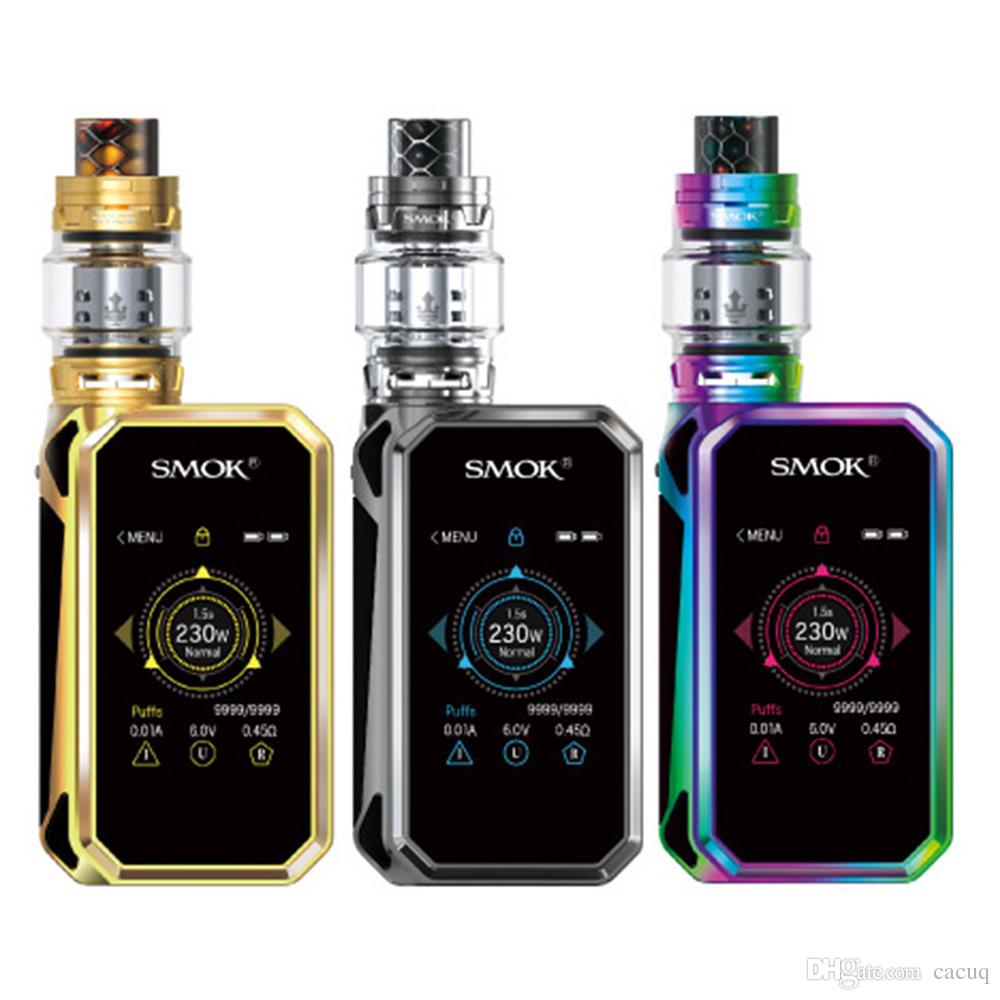 SMOK
SMOK
SMOK®
< MENU
1.5s
230W
Normal
Puffs 9999/9999
0.01A 6.0V 0.45Ω
I U R
SMOK®
< MENU
1.5s
230W
Normal
Puffs 9999/9999
0.01A 6.0V 0.45Ω
I U R
SMOK®
SMOK®
< MENU
1.5s
230W
Normal
Puffs 9999/9999
0.01A 6.0V 0.45Ω
I U R
DHgate.com cacuq